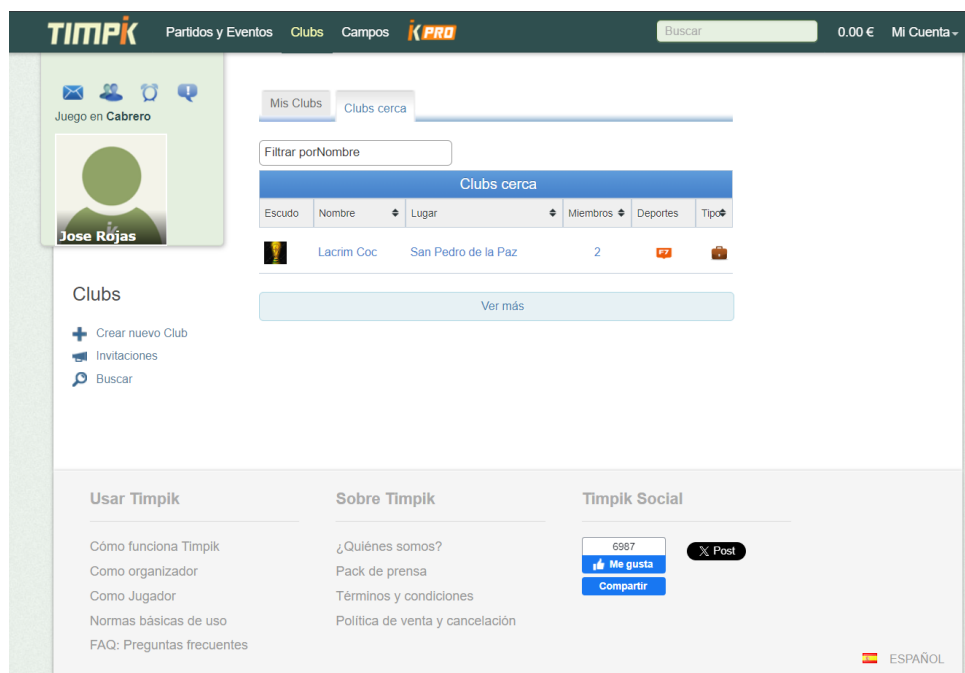 TIMPIK Partidos y Eventos Clubs Campos KPRO Buscar 0.00 € Mi Cuenta
Juego en Cabrero
Jose Rojas
Clubs
Crear nuevo Club
Invitaciones
Buscar
Mis Clubs Clubs cerca
Filtrar porNombre
Clubs cerca
Escudo Nombre Lugar Miembros Deportes Tipo
Lacrim Coc San Pedro de la Paz 2 F7
Ver más
Usar Timpik
Cómo funciona Timpik
Como organizador
Como Jugador
Normas básicas de uso
FAQ: Preguntas frecuentes
Sobre Timpik
¿Quiénes somos?
Pack de prensa
Términos y condiciones
Política de venta y cancelación
Timpik Social
6987
Me gusta
Compartir
X Post
ESPAÑOL